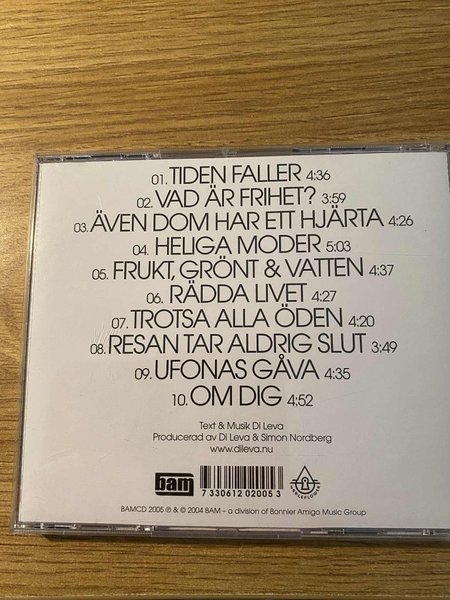 01. TIDEN FALLER 4:36
02. VAD ÄR FRIHET? 3:59
03. ÄVEN DOM HAR ETT HJÄRTA 4:26
04. HELIGA MODER 5:03
05. FRUKT, GRÖNT & VATTEN 4:37
06. RÄDDA LIVET 4:27
07. TROTSA ALLA ÖDEN 4:20
08. RESAN TAR ALDRIG SLUT 3:49
09. UFONAS GÅVA 4:35
10. OM DIG 4:52
Text & Musik Di Leva
Producerad av Di Leva & Simon Nordberg
www.dileva.nu
bam
7 330612 020053
BAMCD 2005 ℗ & © 2004 BAM – a division of Bonnier Amigo Music Group